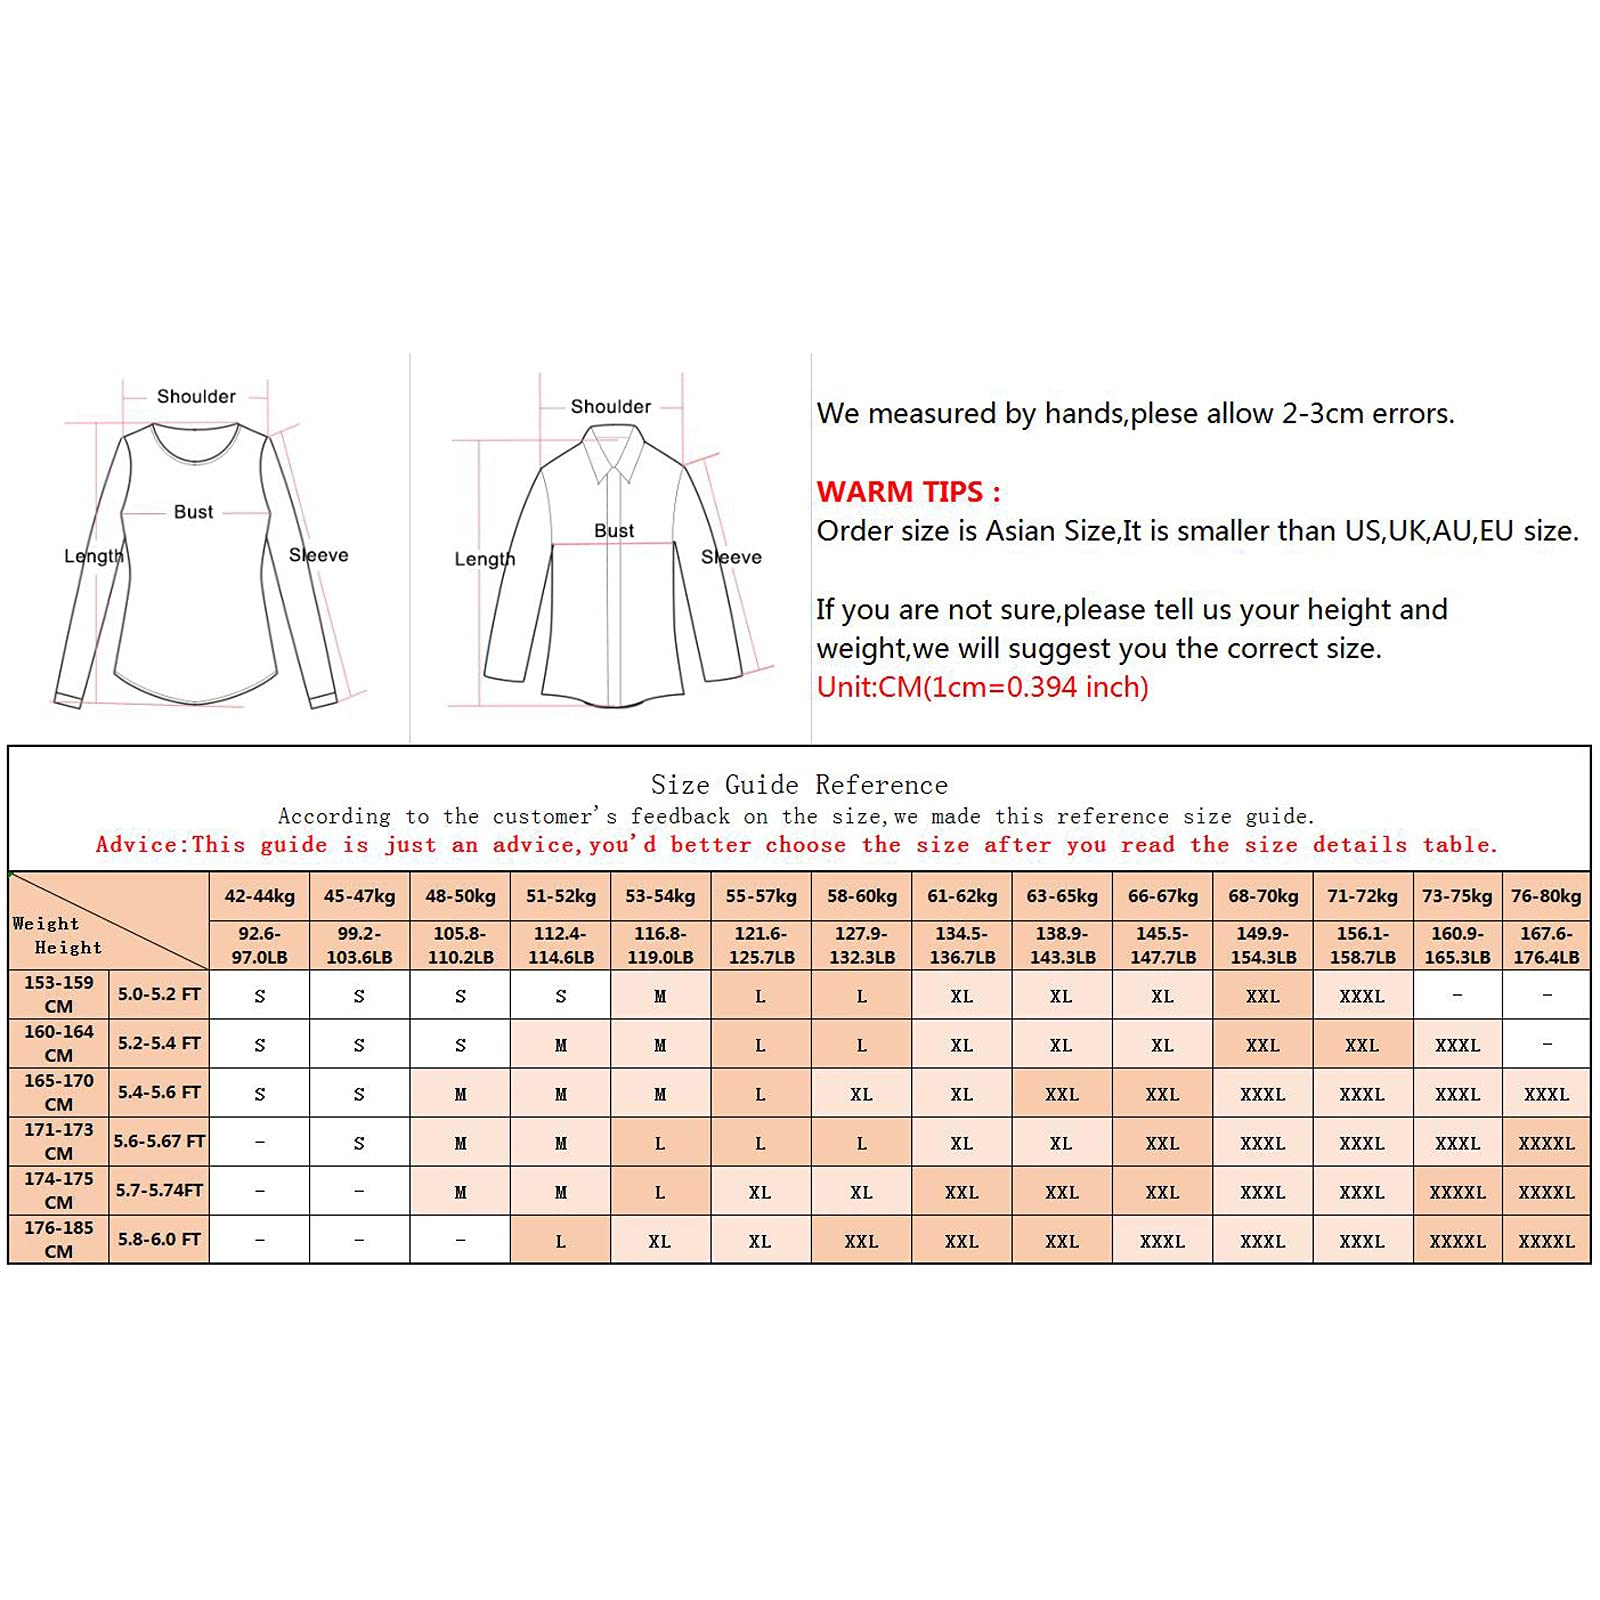 Shoulder
Bust
Length
Sleeve
Shoulder
Bust
Length
Sleeve
We measured by hands,plese allow 2-3cm errors.
WARM TIPS :
Order size is Asian Size,It is smaller than US,UK,AU,EU size.
If you are not sure,please tell us your height and
weight,we will suggest you the correct size.
Unit:CM(1cm=0.394 inch)
Size Guide Reference
According to the customer's feedback on the size,we made this reference size guide.
Advice:This guide is just an advice,you'd better choose the size after you read the size details table.
Weight
Height
42-44kg 45-47kg 48-50kg 51-52kg 53-54kg 55-57kg 58-60kg 61-62kg 63-65kg 66-67kg 68-70kg 71-72kg 73-75kg 76-80kg
92.6- 99.2- 105.8- 112.4- 116.8- 121.6- 127.9- 134.5- 138.9- 145.5- 149.9- 156.1- 160.9- 167.6-
97.0LB 103.6LB 110.2LB 114.6LB 119.0LB 125.7LB 132.3LB 136.7LB 143.3LB 147.7LB 154.3LB 158.7LB 165.3LB 176.4LB
153-159
CM 5.0-5.2 FT S S S S M L L XL XL XL XXL XXXL - -
160-164
CM 5.2-5.4 FT S S S M M L L XL XL XL XXL XXL XXXL -
165-170
CM 5.4-5.6 FT S S M M M L XL XL XXL XXL XXXL XXXL XXXL XXXL
171-173
CM 5.6-5.67 FT - S M M L L L XL XL XXL XXXL XXXL XXXL XXXXL
174-175
CM 5.7-5.74FT - - M M L XL XL XXL XXL XXL XXXL XXXL XXXXL XXXXL
176-185
CM 5.8-6.0 FT - - - L XL XL XXL XXL XXL XXXL XXXL XXXL XXXXL XXXXL